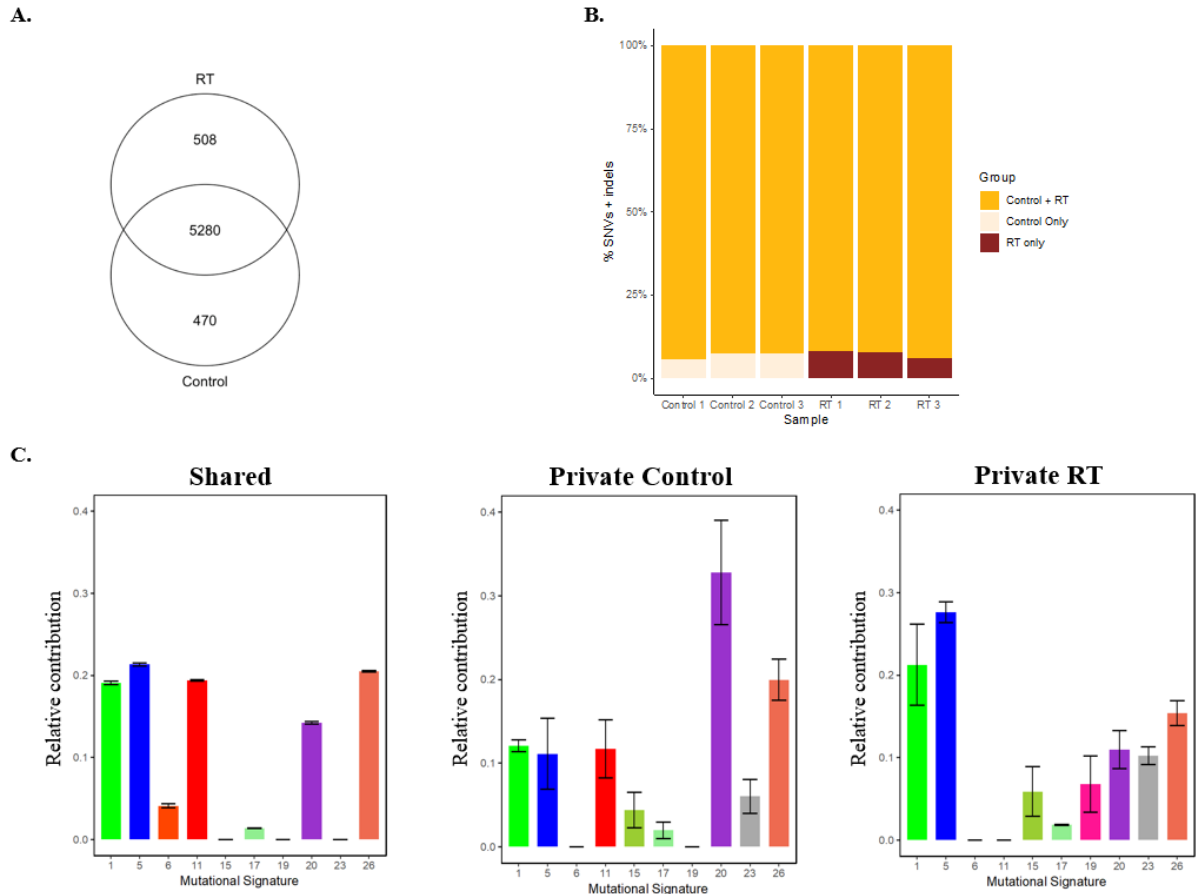 A.
RT
508
5280
470
Control
B.
100%
75%
50%
25%
0%
% SNVs + indels
Control 1 Control 2 Control 3 RT 1 RT 2 RT 3
Sample
Group
Control + RT
Control Only
RT only
C.
Shared
0.4
0.3
0.2
0.1
0.0
Relative contribution
1 5 6 11 15 17 19 20 23 26
Mutational Signature
Private Control
0.4
0.3
0.2
0.1
0.0
Relative contribution
1 5 6 11 15 17 19 20 23 26
Mutational Signature
Private RT
0.4
0.3
0.2
0.1
0.0
Relative contribution
1 5 6 11 15 17 19 20 23 26
Mutational Signature